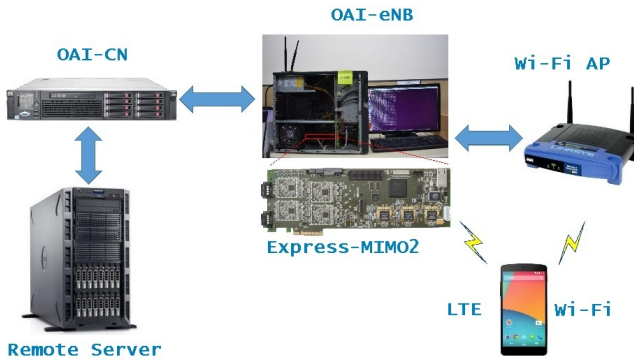 OAI-eNB
OAI-CN
Wi-Fi AP
Express-MIMO2
LTE
Wi-Fi
Remote Server